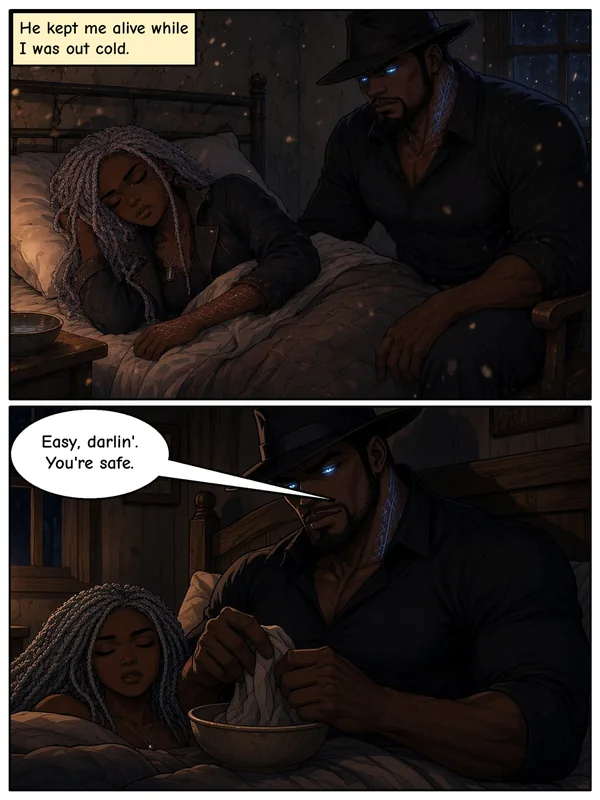 He kept me alive while
I was out cold.
Easy, darlin'.
You're safe.